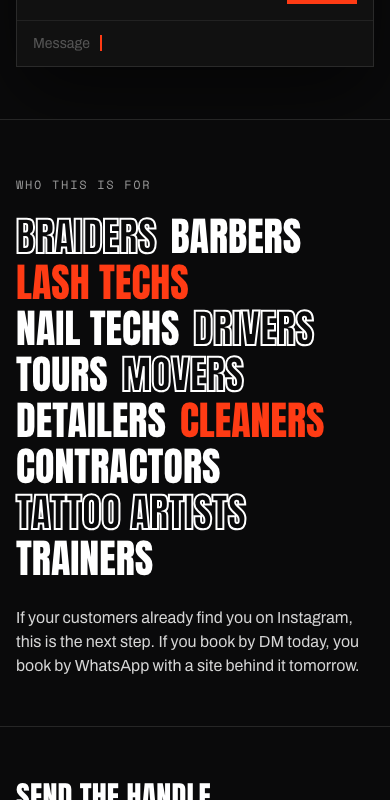 Message
WHO THIS IS FOR
BRAIDERS BARBERS
LASH TECHS
NAIL TECHS DRIVERS
TOURS MOVERS
DETAILERS CLEANERS
CONTRACTORS
TATTOO ARTISTS
TRAINERS
If your customers already find you on Instagram,
this is the next step. If you book by DM today, you
book by WhatsApp with a site behind it tomorrow.
SEND THE HANDLE